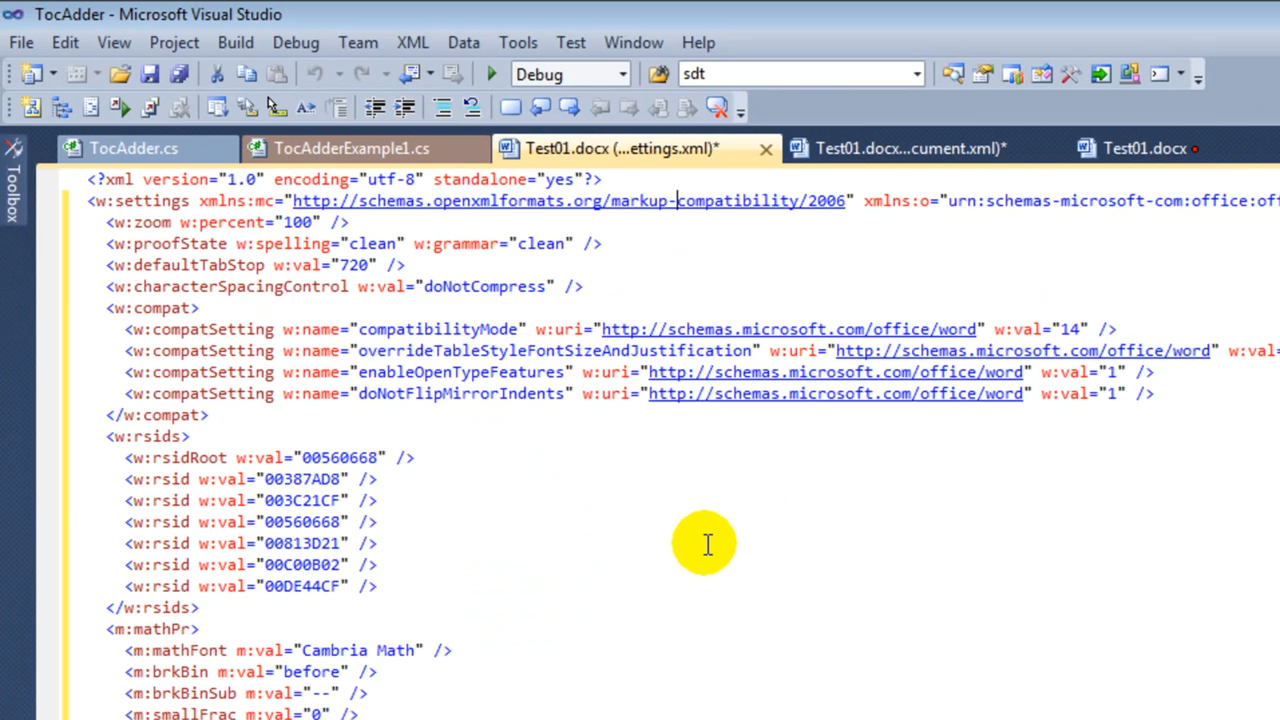 TocAdder - Microsoft Visual Studio
File Edit View Project Build Debug Team XML Data Tools Test Window Help
Debug sdt
TocAdder.cs TocAdderExample1.cs Test01.docx (...ettings.xml)* Test01.docx...cument.xml)* Test01.docx
Toolbox
<?xml version="1.0" encoding="utf-8" standalone="yes"?>
<w:settings xmlns:mc="http://schemas.openxmlformats.org/markup-compatibility/2006" xmlns:o="urn:schemas-microsoft-com:office:off
<w:zoom w:percent="100" />
<w:proofState w:spelling="clean" w:grammar="clean" />
<w:defaultTabStop w:val="720" />
<w:characterSpacingControl w:val="doNotCompress" />
<w:compat>
<w:compatSetting w:name="compatibilityMode" w:uri="http://schemas.microsoft.com/office/word" w:val="14" />
<w:compatSetting w:name="overrideTableStyleFontSizeAndJustification" w:uri="http://schemas.microsoft.com/office/word" w:val=
<w:compatSetting w:name="enableOpenTypeFeatures" w:uri="http://schemas.microsoft.com/office/word" w:val="1" />
<w:compatSetting w:name="doNotFlipMirrorIndents" w:uri="http://schemas.microsoft.com/office/word" w:val="1" />
</w:compat>
<w:rsids>
<w:rsidRoot w:val="00560668" />
<w:rsid w:val="00387AD8" />
<w:rsid w:val="003C21CF" />
<w:rsid w:val="00560668" />
<w:rsid w:val="00813D21" />
<w:rsid w:val="00C00B02" />
<w:rsid w:val="00DE44CF" />
</w:rsids>
<m:mathPr>
<m:mathFont m:val="Cambria Math" />
<m:brkBin m:val="before" />
<m:brkBinSub m:val="--" />
<m:smallFrac m:val="0" />